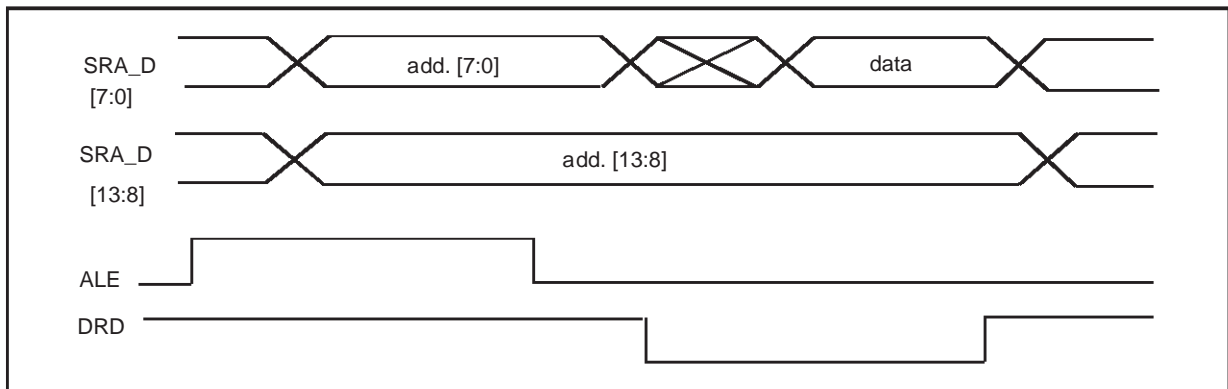 SRA_D
[7:0]
add. [7:0]
data
SRA_D
[13:8]
add. [13:8]
ALE
DRD